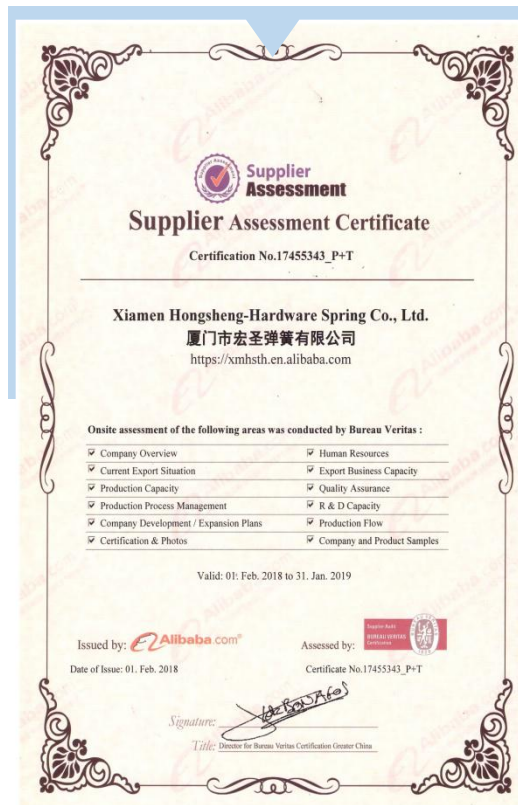 Supplier
Assessment
Supplier Assessment Certificate
Certification No.17455343_P+T
Xiamen Hongsheng-Hardware Spring Co., Ltd.
厦门市宏圣弹簧有限公司
https://xmhsth.en.alibaba.com
Onsite assessment of the following areas was conducted by Bureau Veritas :
Company Overview Human Resources
Current Export Situation Export Business Capacity
Production Capacity Quality Assurance
Production Process Management R & D Capacity
Company Development / Expansion Plans Production Flow
Certification & Photos Company and Product Samples
Valid: 01. Feb. 2018 to 31. Jan. 2019
Issued by: Alibaba.com®
Assessed by: Supplier Audit
BUREAU VERITAS
Certification
Date of Issue: 01. Feb. 2018 Certificate No.17455343_P+T
Signature:
Title: Director for Bureau Veritas Certification Greater China